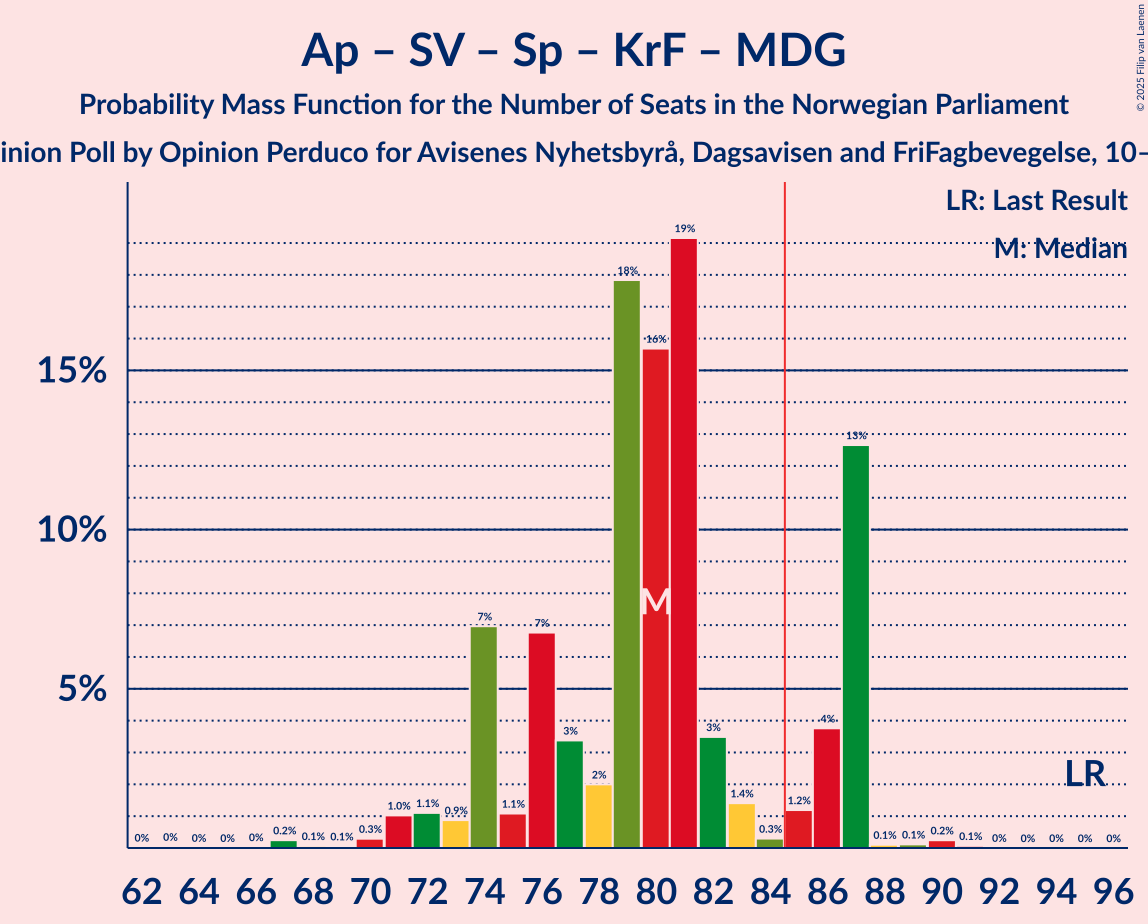 Ap – SV – Sp – KrF – MDG
Probability Mass Function for the Number of Seats in the Norwegian Parliament
inion Poll by Opinion Perduco for Avisenes Nyhetsbyrå, Dagsavisen and FriFagbevegelse, 10–
© 2025 Filip van Laenen
LR: Last Result
M: Median
15%
10%
5%
0% 0% 0% 0% 0% 0.2% 0.1% 0.1% 0.3% 1.0% 1.1% 0.9% 7% 1.1% 7% 3% 2% 18% 16% 19% 3% 1.4% 0.3% 1.2% 4% 13% 0.1% 0.1% 0.2% 0.1% 0% 0% 0% 0% 0%
M
LR
62 64 66 68 70 72 74 76 78 80 82 84 86 88 90 92 94 96